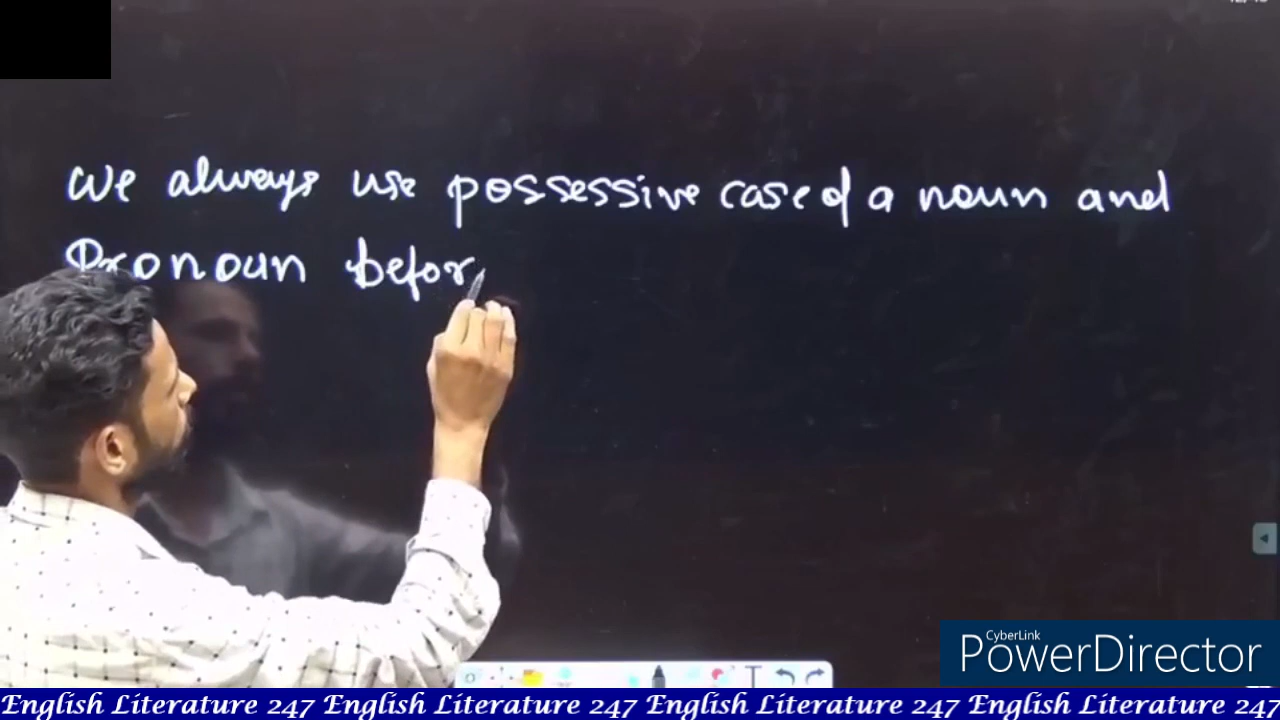 We always use possessive case of a noun and
Pronoun befor
CyberLink
PowerDirector
English Literature 247 English Literature 247 English Literature 247 English Literature 247